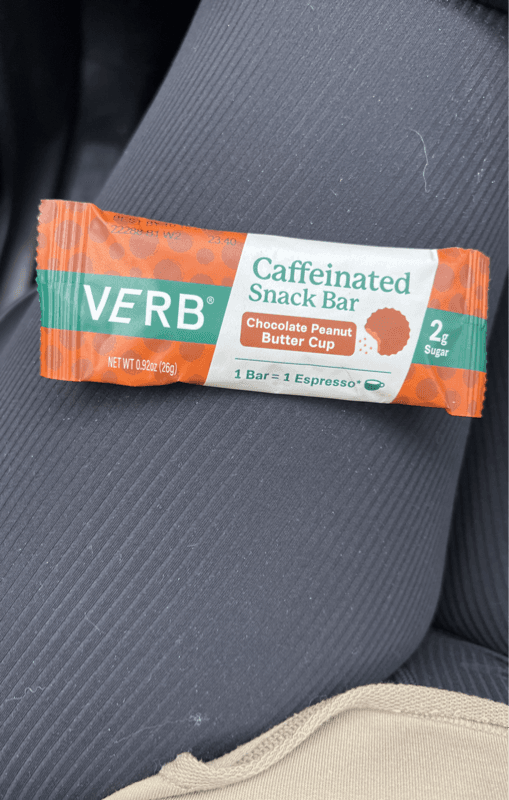 VERB®
NET WT 0.92oz (26g)
Caffeinated
Snack Bar
Chocolate Peanut
Butter Cup
1 Bar = 1 Espresso*
2g
Sugar